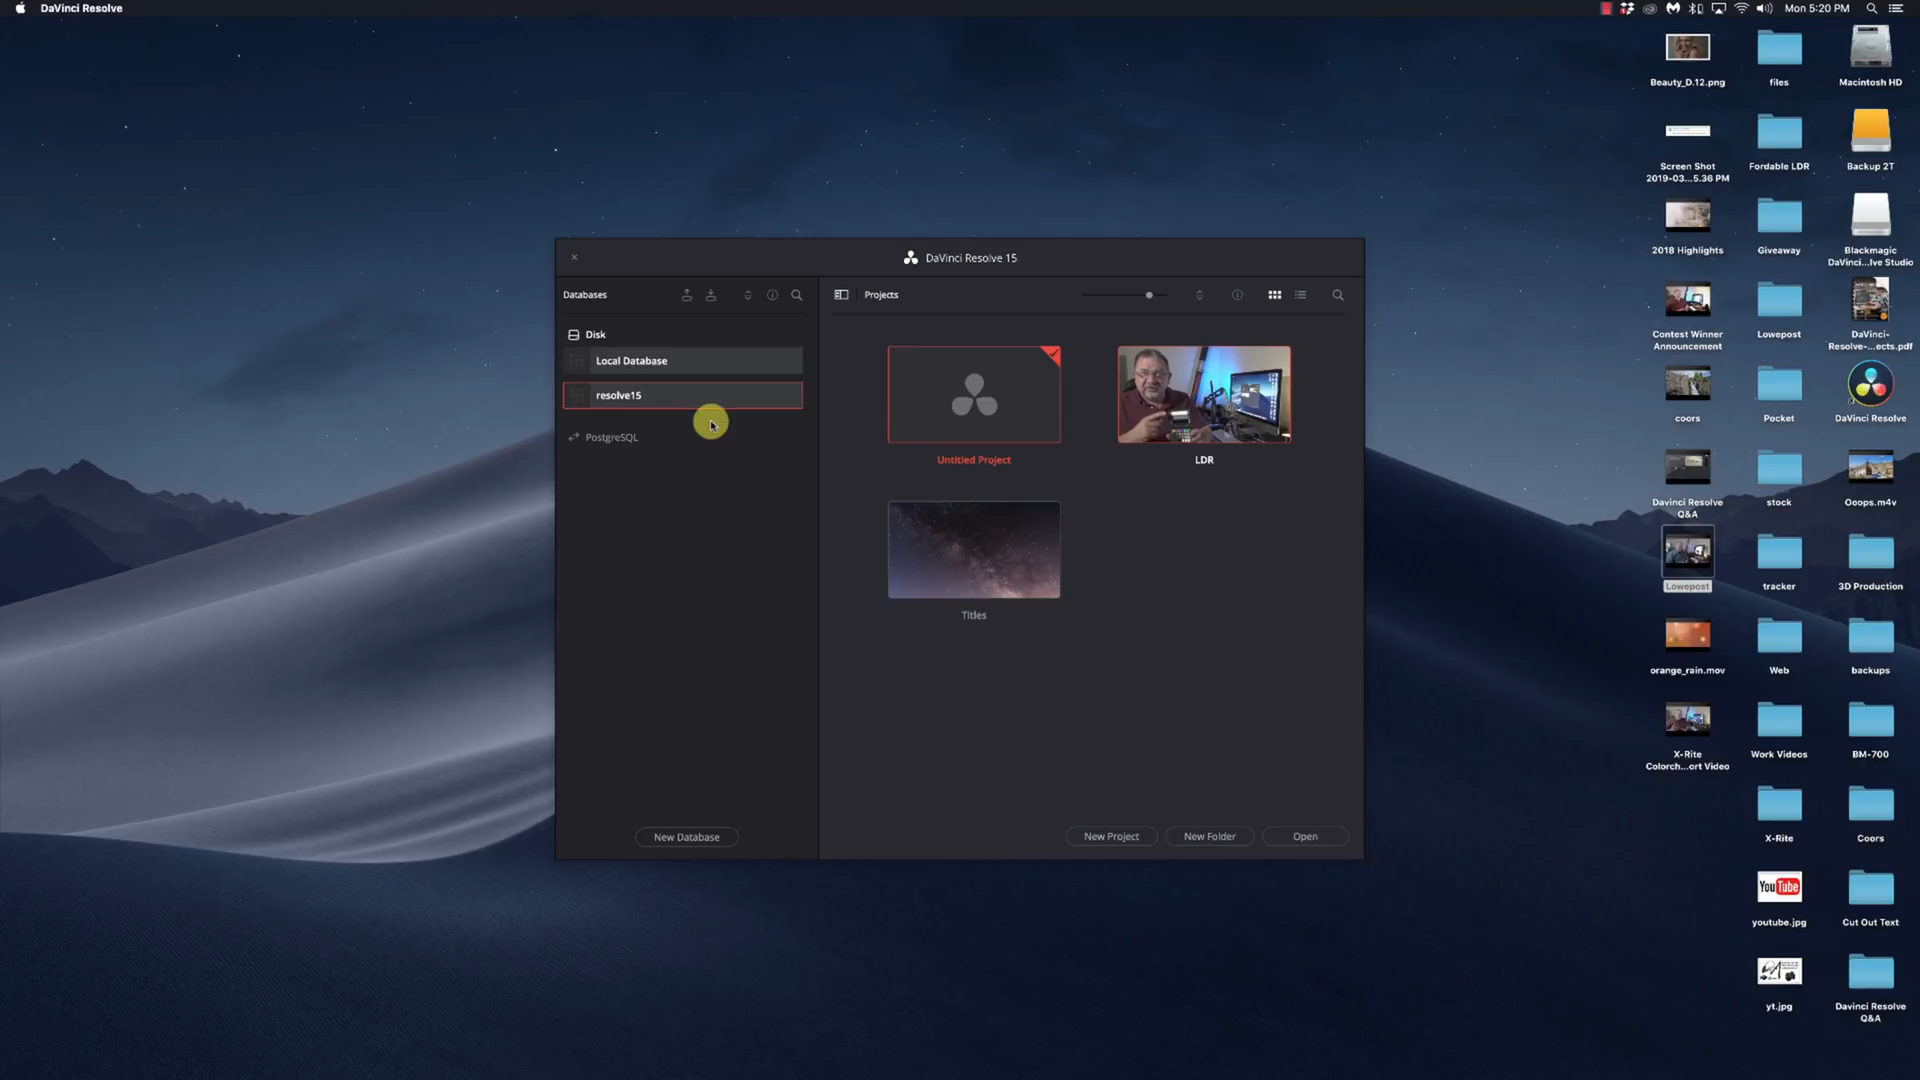 DaVinci Resolve
Mon 5:20 PM
DaVinci Resolve 15
Databases
Projects
Disk
Local Database
resolve15
PostgreSQL
Untitled Project
LDR
Titles
New Database
New Project
New Folder
Open
Beauty_D.12.png
files
Macintosh HD
Screen Shot
2019-03...5.36 PM
Fordable LDR
Backup 2T
2018 Highlights
Giveaway
Blackmagic
DaVinci...lve Studio
Contest Winner
Announcement
Lowepost
DaVinci-
Resolve-...ects.pdf
coors
Pocket
DaVinci Resolve
Davinci Resolve
Q&A
stock
Ooops.m4v
Lowepost
tracker
3D Production
orange_rain.mov
Web
backups
X-Rite
Colorch...ort Video
Work Videos
BM-700
X-Rite
Coors
YouTube
youtube.jpg
Cut Out Text
yt.jpg
Davinci Resolve
Q&A